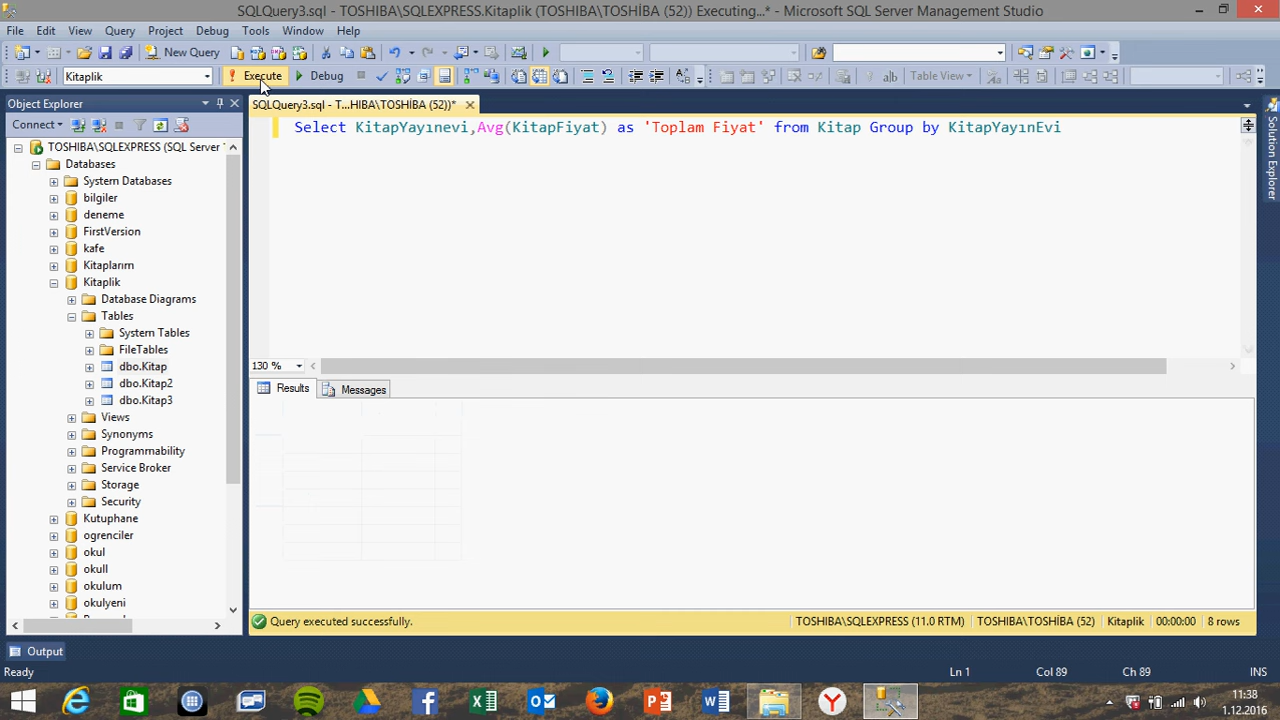 SQLQuery3.sql - TOSHIBA\SQLEXPRESS.Kitaplik (TOSHIBA\TOSHİBA (52)) Executing...* - Microsoft SQL Server Management Studio
File Edit View Query Project Debug Tools Window Help
New Query
Kitaplik Execute Debug Table View
Object Explorer
SQLQuery3.sql - T...HIBA\TOSHİBA (52))*
Connect
Select KitapYayınevi,Avg(KitapFiyat) as 'Toplam Fiyat' from Kitap Group by KitapYayınEvi
Solution Explorer
TOSHIBA\SQLEXPRESS (SQL Server
Databases
System Databases
bilgiler
deneme
FirstVersion
kafe
Kitaplarım
Kitaplik
Database Diagrams
Tables
System Tables
FileTables
dbo.Kitap
dbo.Kitap2
dbo.Kitap3
Views
Synonyms
Programmability
Service Broker
Storage
Security
Kutuphane
ogrenciler
okul
okull
okulum
okulyeni
130 %
Results Messages
Query executed successfully. TOSHIBA\SQLEXPRESS (11.0 RTM) TOSHIBA\TOSHİBA (52) Kitaplik 00:00:00 8 rows
Output
Ready Ln 1 Col 89 Ch 89 INS
11:38
1.12.2016